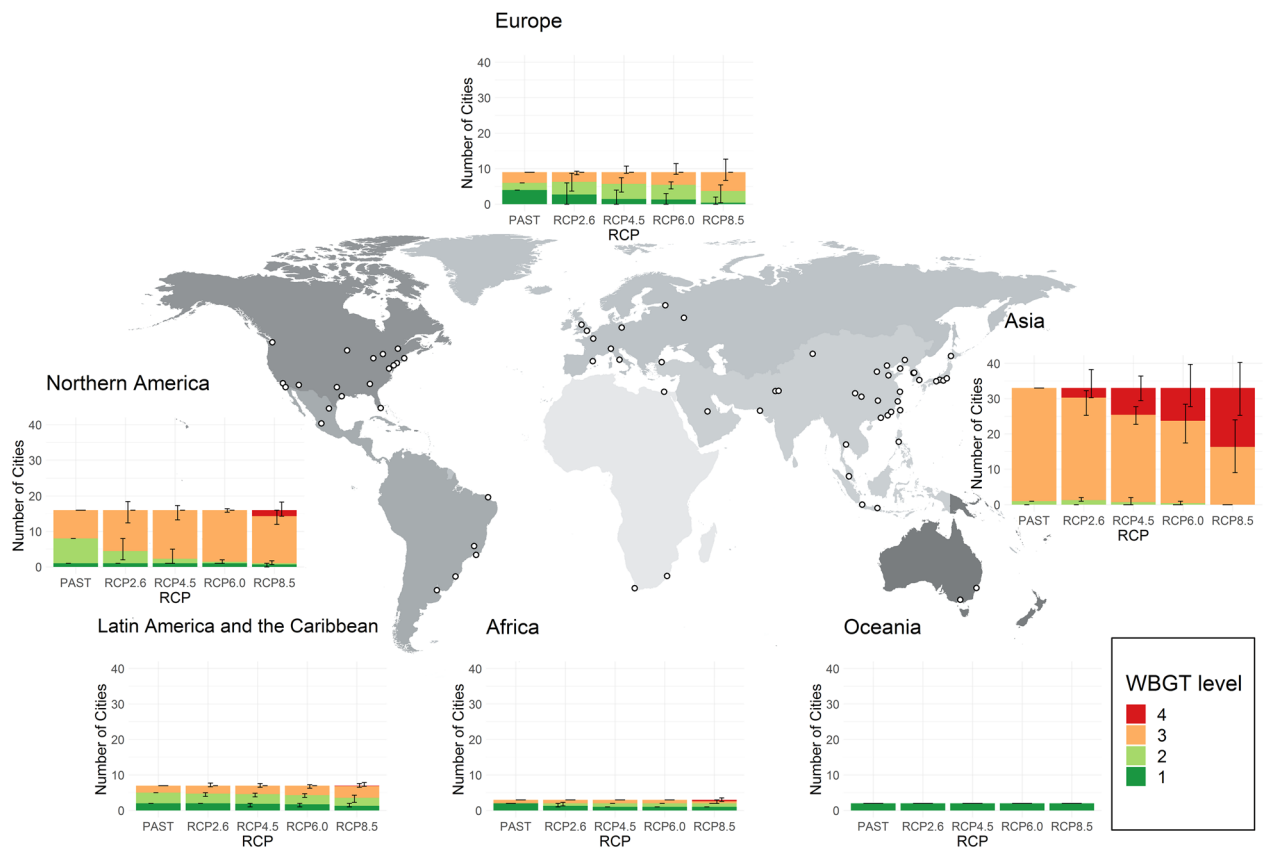 Europe
40
30
20
10
0
Number of Cities
PAST RCP2.6 RCP4.5 RCP6.0 RCP8.5
RCP
Asia
40
30
20
10
0
Number of Cities
PAST RCP2.6 RCP4.5 RCP6.0 RCP8.5
RCP
Northern America
40
30
20
10
0
Number of Cities
PAST RCP2.6 RCP4.5 RCP6.0 RCP8.5
RCP
Latin America and the Caribbean
40
30
20
10
0
Number of Cities
PAST RCP2.6 RCP4.5 RCP6.0 RCP8.5
RCP
Africa
40
30
20
10
0
Number of Cities
PAST RCP2.6 RCP4.5 RCP6.0 RCP8.5
RCP
Oceania
40
30
20
10
0
Number of Cities
PAST RCP2.6 RCP4.5 RCP6.0 RCP8.5
RCP
WBGT level
4
3
2
1